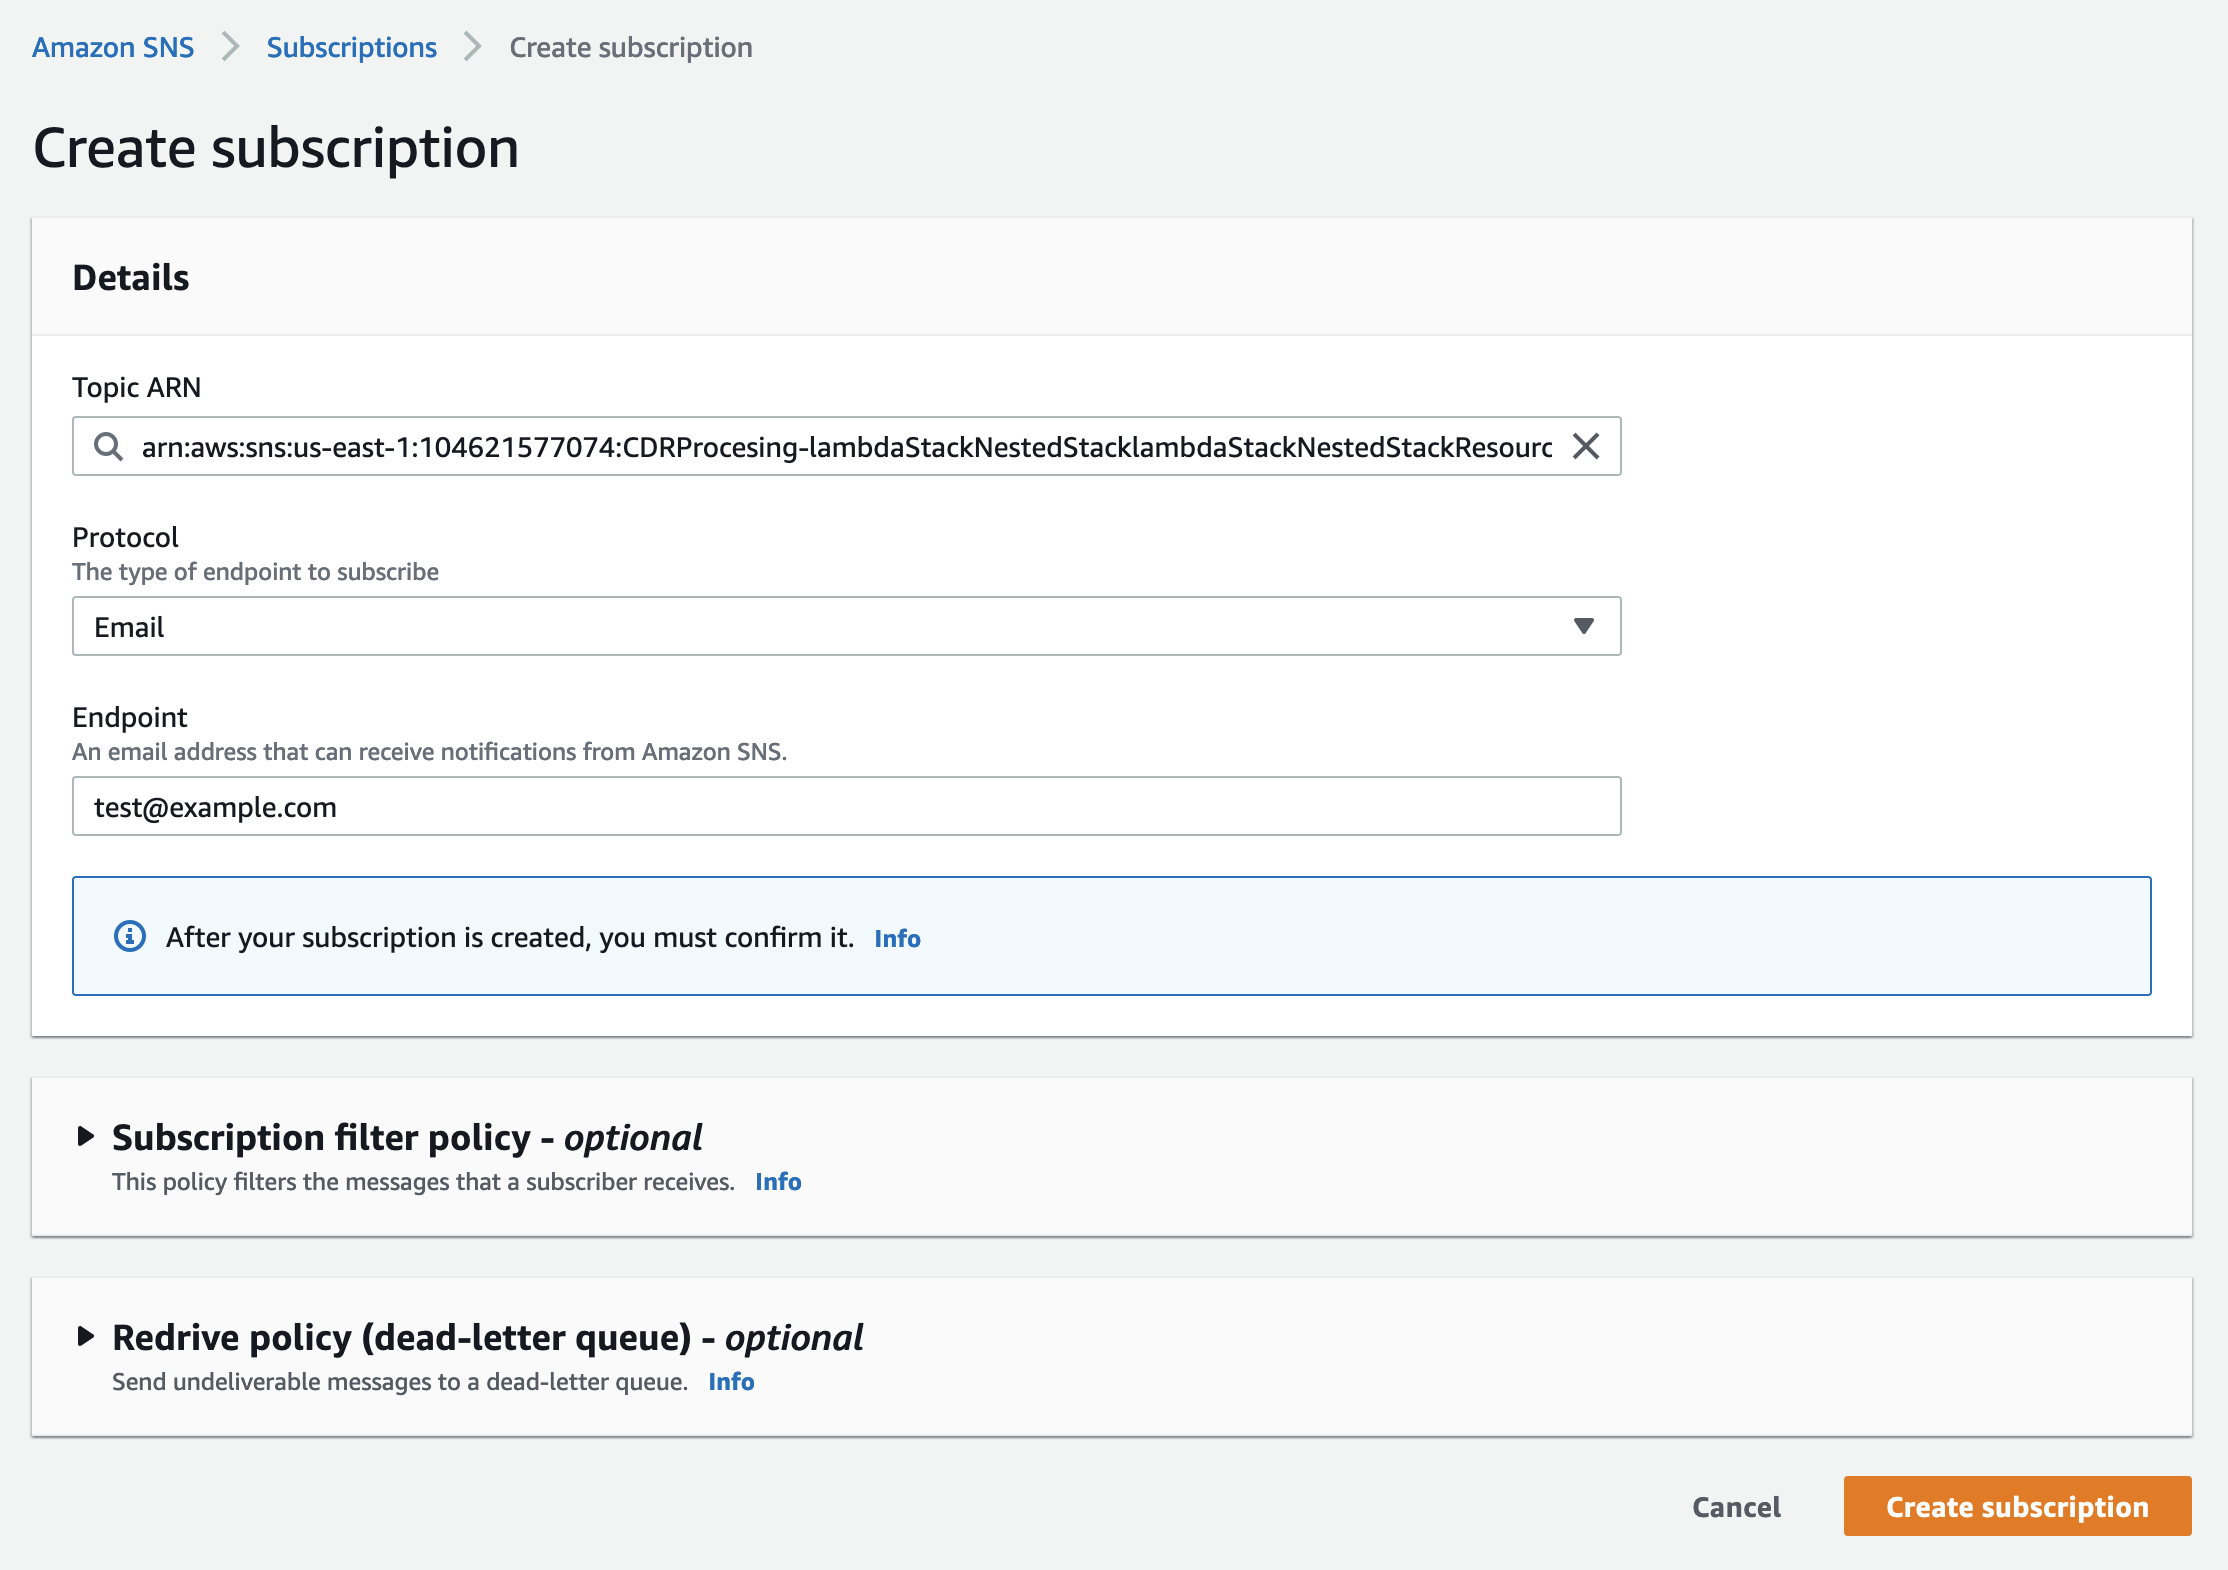 Amazon SNS > Subscriptions > Create subscription
Create subscription
Details
Topic ARN
arn:aws:sns:us-east-1:104621577074:CDRProcesing-lambdaStackNestedStacklambdaStackNestedStackResourc
Protocol
The type of endpoint to subscribe
Email
Endpoint
An email address that can receive notifications from Amazon SNS.
test@example.com
After your subscription is created, you must confirm it. Info
Subscription filter policy - optional
This policy filters the messages that a subscriber receives. Info
Redrive policy (dead-letter queue) - optional
Send undeliverable messages to a dead-letter queue. Info
Cancel Create subscription